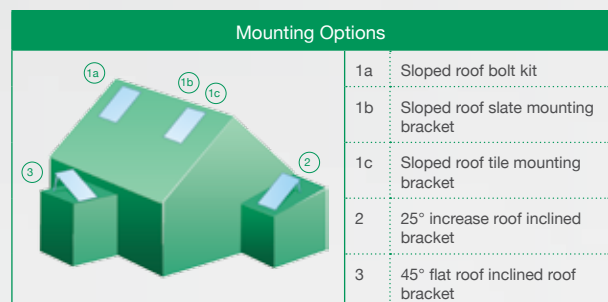 Mounting Options
1a
1b
1c
3
2
1a Sloped roof bolt kit
1b Sloped roof slate mounting
bracket
1c Sloped roof tile mounting
bracket
2 25° increase roof inclined
bracket
3 45° flat roof inclined roof
bracket